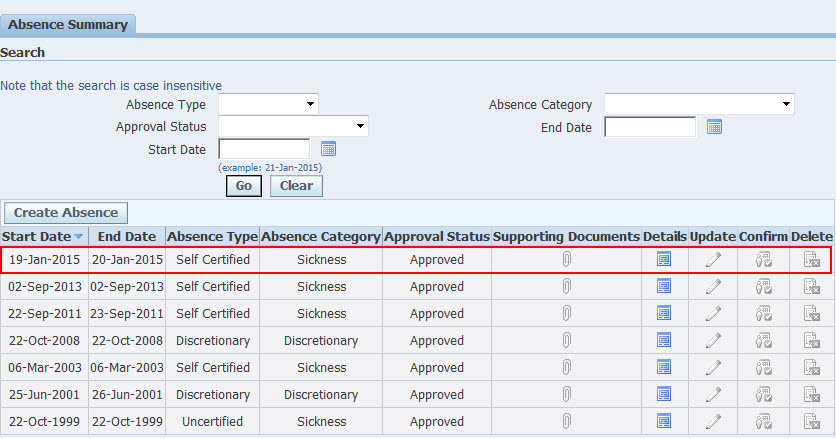 Absence Summary
Search
Note that the search is case insensitive
Absence Type Absence Category
Approval Status End Date
Start Date
(example: 21-Jan-2015)
Go Clear
Create Absence
Start Date End Date Absence Type Absence Category Approval Status Supporting Documents Details Update Confirm Delete
19-Jan-2015 20-Jan-2015 Self Certified Sickness Approved
02-Sep-2013 02-Sep-2013 Self Certified Sickness Approved
22-Sep-2011 23-Sep-2011 Self Certified Sickness Approved
22-Oct-2008 22-Oct-2008 Discretionary Discretionary Approved
06-Mar-2003 06-Mar-2003 Self Certified Sickness Approved
25-Jun-2001 26-Jun-2001 Discretionary Discretionary Approved
22-Oct-1999 22-Oct-1999 Uncertified Sickness Approved